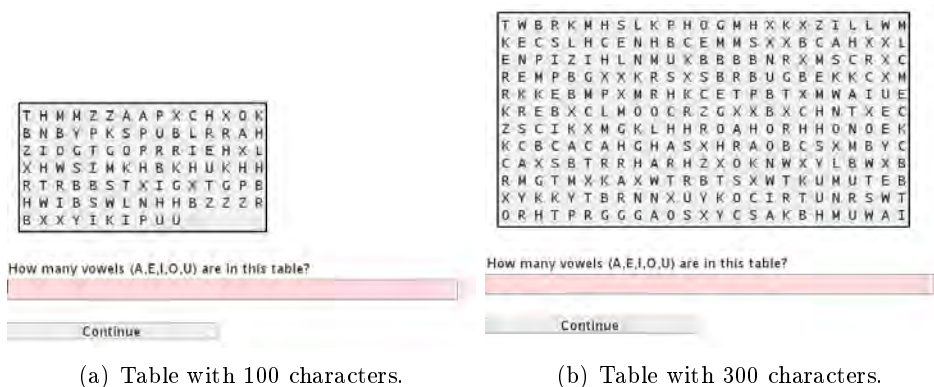 T H M M Z Z A A P X C H X O K
B N B Y P K S P U B L R R A H
Z I O G T G O P R R I E H X L
X H W S I M K H B K H U K H H
R T R B B S T X I G X T G P B
H W I B S W L N H H B Z Z Z R
B X X Y I K I P U U
How many vowels (A,E,I,O,U) are in this table?
Continue
(a) Table with 100 characters.
T W B R K M H S L K P H O G M H X K X Z I L L W M
K E C S L H C E N H B C E M M S X X B C A H X X L
E N P I Z I H L N M U K B B B B N R X M S C R X C
R E M P B G X X K R S X S B R B U G B E K K C X M
R K K E B M P X M R H K C E T P B T X M W A I U E
K R E B X C L M O O C R Z G X X B X C H N T X E C
Z S C I K X M G K L H H R O A H O R H H O N O E K
K C B C A C A H G H A S X H R A O B C S X M B Y C
C A X S B T R R H A R H Z X O K N W X Y L B W X B
R M G T M X K A X W T R B T S X W T K U M U T E B
X Y K K Y T B R N N X U Y K O C I R T U N R S W T
O R H T P R G G G A O S X Y C S A K B H M U W A I
How many vowels (A,E,I,O,U) are in this table?
Continue
(b) Table with 300 characters.